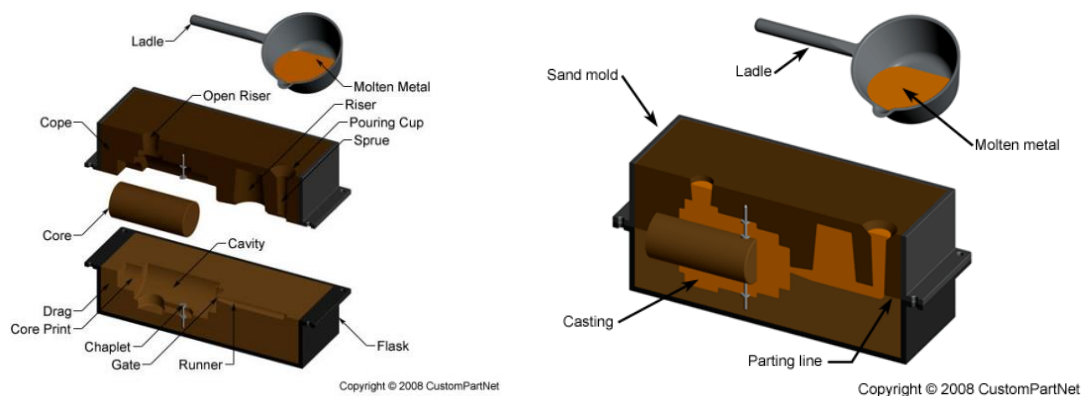 Ladle
Molten Metal
Open Riser
Riser
Cope
Pouring Cup
Sprue
Core
Cavity
Drag
Core Print
Chaplet
Gate
Runner
Flask
Copyright © 2008 CustomPartNet
Sand mold
Ladle
Molten metal
Casting
Parting line
Copyright © 2008 CustomPartNet